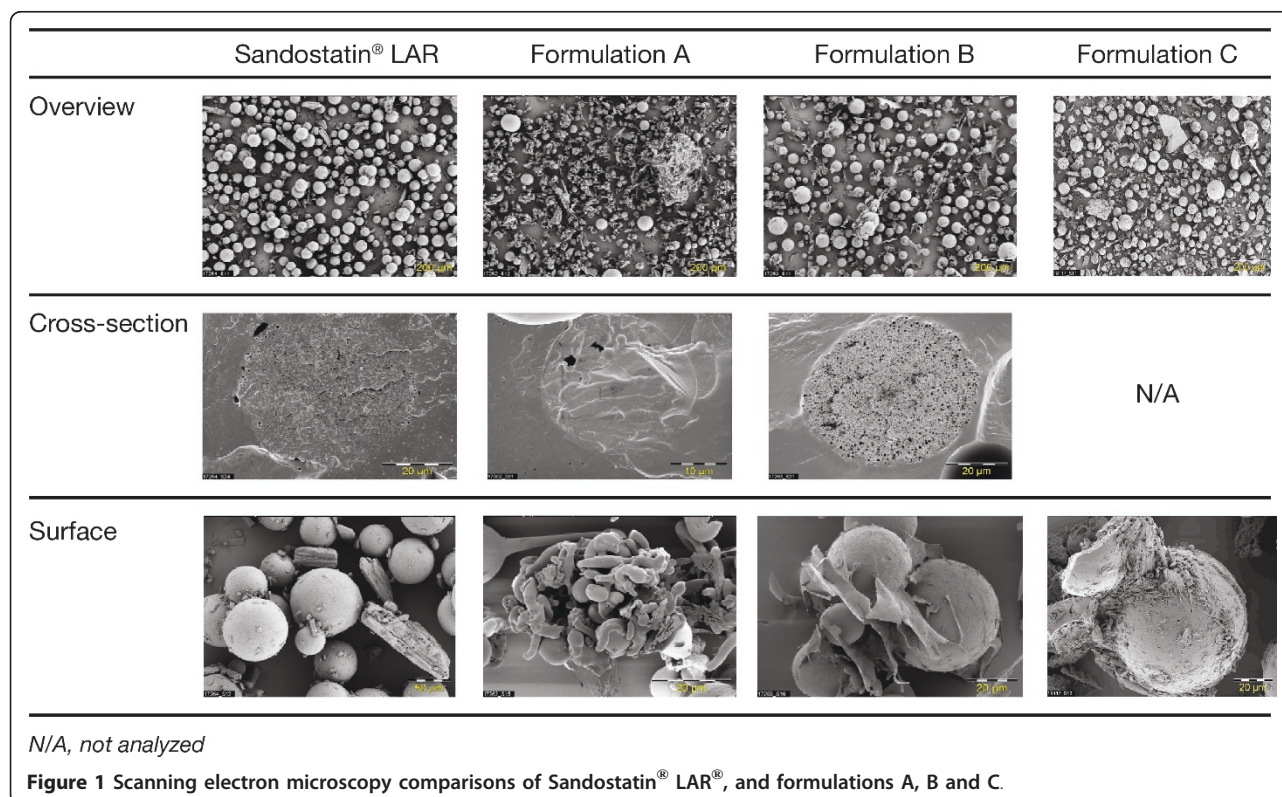 Sandostatin® LAR Formulation A Formulation B Formulation C
Overview
200 µm 200 µm 200 µm 200 µm
Cross-section
N/A
20 µm 10 µm 20 µm
Surface
50 µm 20 µm 20 µm 20 µm
N/A, not analyzed
Figure 1 Scanning electron microscopy comparisons of Sandostatin® LAR®, and formulations A, B and C.